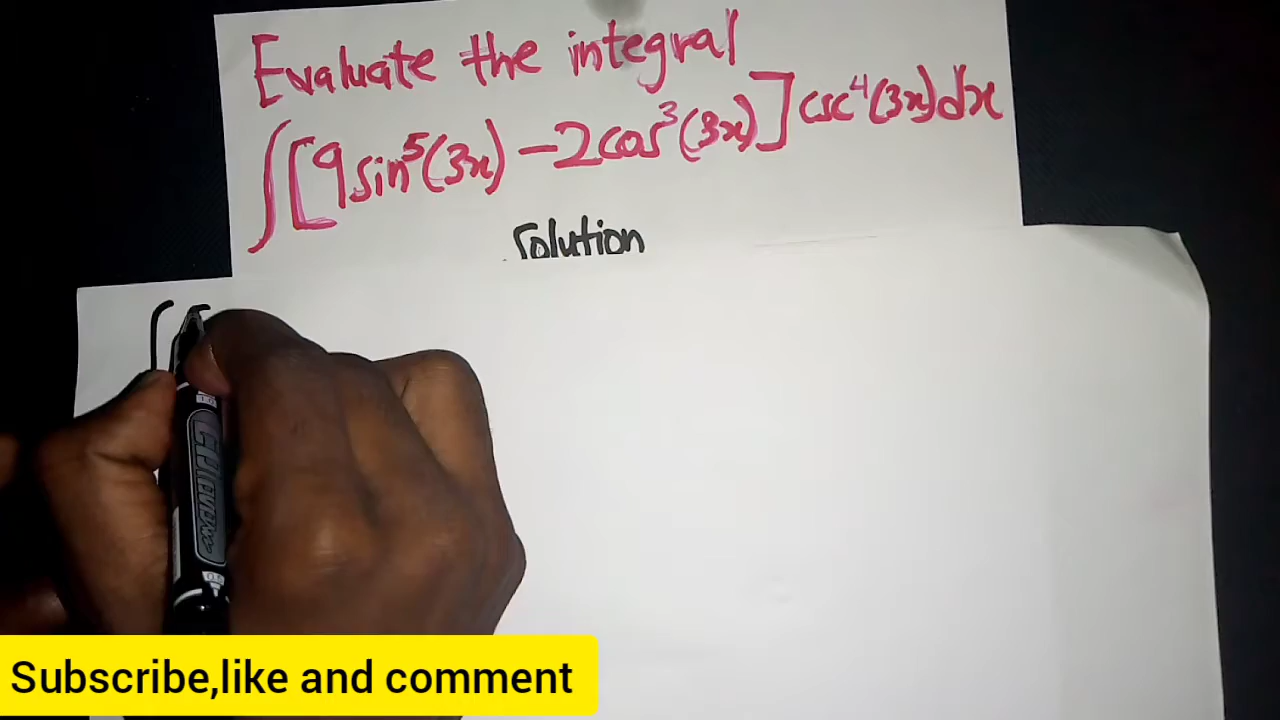 Evaluate the integral
∫[9sin⁵(3x) - 2cos³(3x)] csc⁴(3x)dx
Solution
Subscribe,like and comment